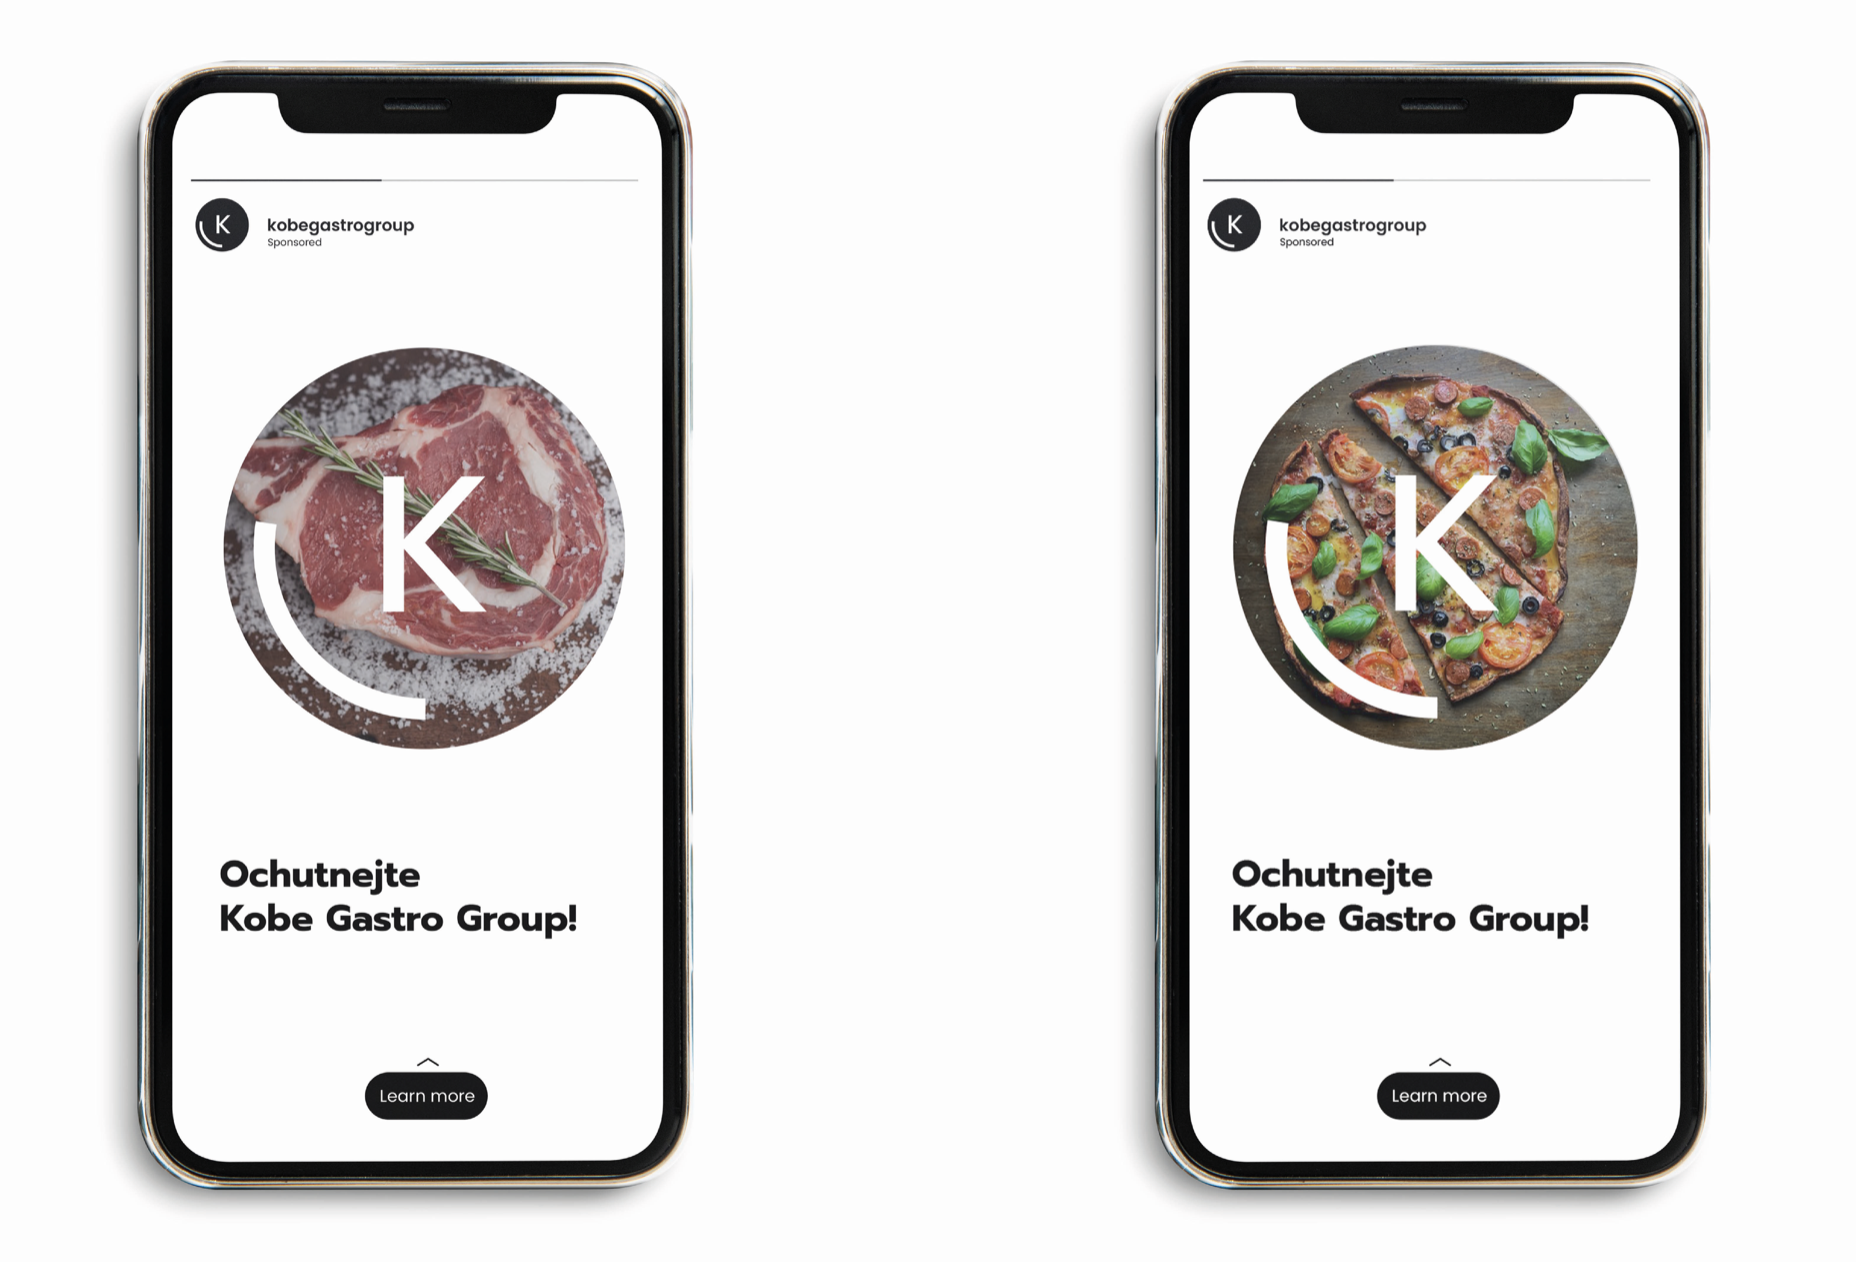 K
kobegastrogroup
Sponsored
K
Ochutnejte
Kobe Gastro Group!
Learn more
K
kobegastrogroup
Sponsored
K
Ochutnejte
Kobe Gastro Group!
Learn more